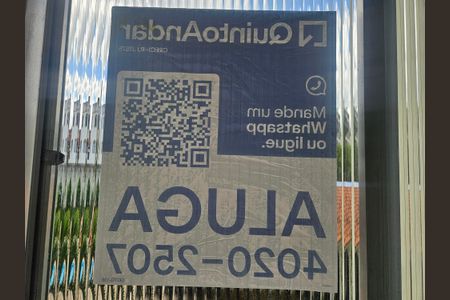 QuintoAndar
Mande um
Whatsapp
ou ligue.
ALUGA
4020-2507